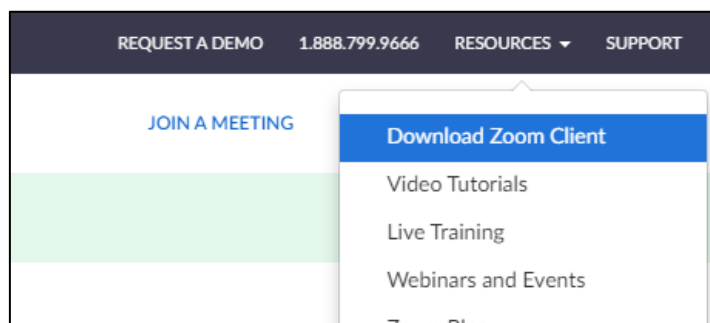 REQUEST A DEMO 1.888.799.9666 RESOURCES SUPPORT
JOIN A MEETING
Download Zoom Client
Video Tutorials
Live Training
Webinars and Events